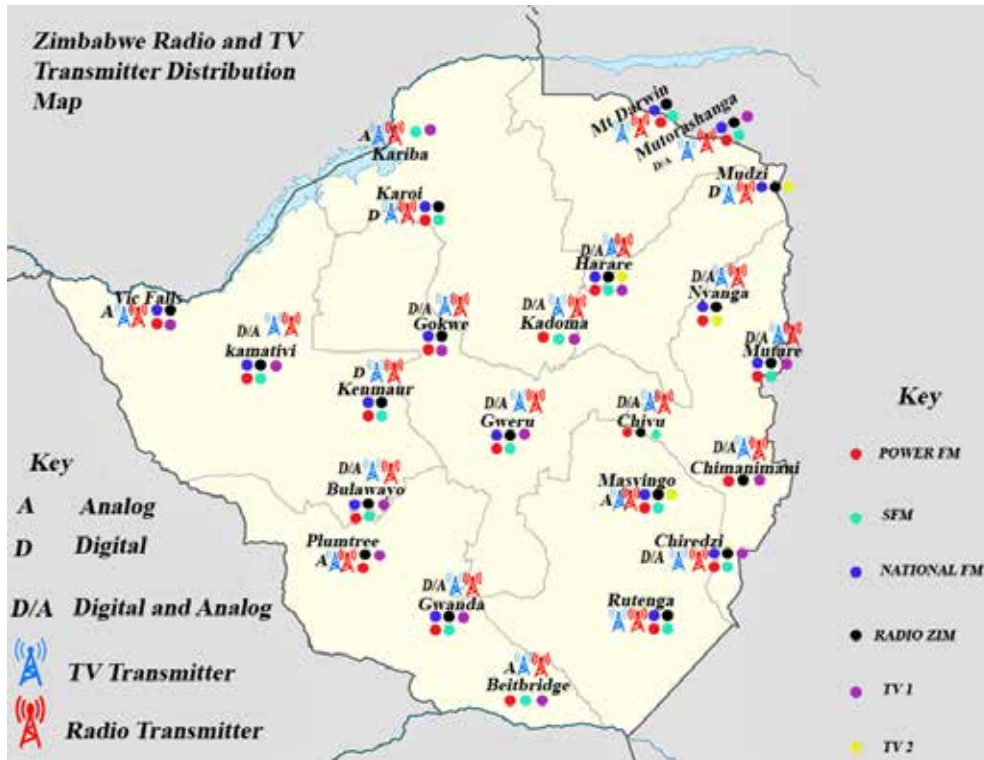 Zimbabwe Radio and TV
Transmitter Distribution
Map
Mt Darwin
Mutorashanga
D/A
A
Kariba
Mudzi
D
Karoi
D
D/A
Harare
D/A
Nyanga
Vic Falls
A
D/A
kamativi
D/A
Gokwe
D/A
Kadoma
D/A
Mutare
D
Kenmaur
D/A
Gweru
D/A
Chivu
D/A
Chimanimani
D/A
Bulawayo
Masvingo
A
Plumtree
A
Chiredzi
D/A
D/A
Gwanda
Rutenga
A
Beitbridge
Key
A Analog
D Digital
D/A Digital and Analog
TV Transmitter
Radio Transmitter
Key
POWER FM
SFM
NATIONAL FM
RADIO ZIM
TV 1
TV 2